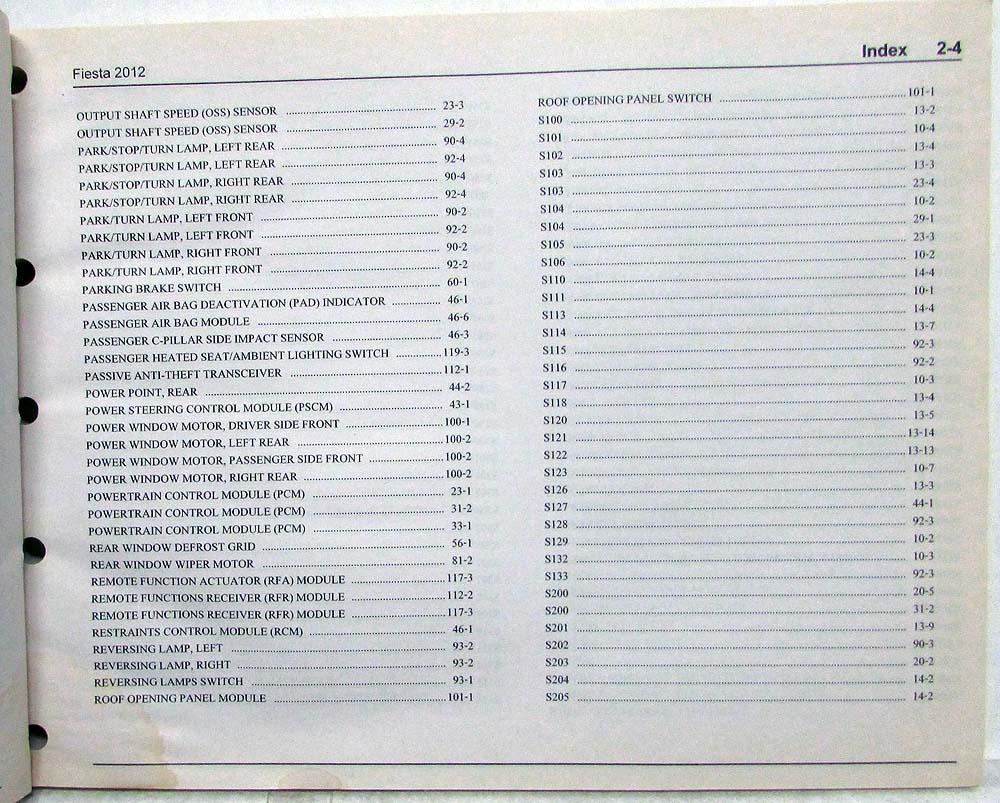 Fiesta 2012
Index 2-4
OUTPUT SHAFT SPEED (OSS) SENSOR ........ 23-3
OUTPUT SHAFT SPEED (OSS) SENSOR ........ 29-2
PARK/STOP/TURN LAMP, LEFT REAR ........ 90-4
PARK/STOP/TURN LAMP, LEFT REAR ........ 92-4
PARK/STOP/TURN LAMP, RIGHT REAR ........ 90-4
PARK/STOP/TURN LAMP, RIGHT REAR ........ 92-4
PARK/TURN LAMP, LEFT FRONT ........ 90-2
PARK/TURN LAMP, LEFT FRONT ........ 92-2
PARK/TURN LAMP, RIGHT FRONT ........ 90-2
PARK/TURN LAMP, RIGHT FRONT ........ 92-2
PARKING BRAKE SWITCH ........ 60-1
PASSENGER AIR BAG DEACTIVATION (PAD) INDICATOR ........ 46-1
PASSENGER AIR BAG MODULE ........ 46-6
PASSENGER C-PILLAR SIDE IMPACT SENSOR ........ 46-3
PASSENGER HEATED SEAT/AMBIENT LIGHTING SWITCH ........ 119-3
PASSIVE ANTI-THEFT TRANSCEIVER ........ 112-1
POWER POINT, REAR ........ 44-2
POWER STEERING CONTROL MODULE (PSCM) ........ 43-1
POWER WINDOW MOTOR, DRIVER SIDE FRONT ........ 100-1
POWER WINDOW MOTOR, LEFT REAR ........ 100-2
POWER WINDOW MOTOR, PASSENGER SIDE FRONT ........ 100-2
POWER WINDOW MOTOR, RIGHT REAR ........ 100-2
POWERTRAIN CONTROL MODULE (PCM) ........ 23-1
POWERTRAIN CONTROL MODULE (PCM) ........ 31-2
POWERTRAIN CONTROL MODULE (PCM) ........ 33-1
REAR WINDOW DEFROST GRID ........ 56-1
REAR WINDOW WIPER MOTOR ........ 81-2
REMOTE FUNCTION ACTUATOR (RFA) MODULE ........ 117-3
REMOTE FUNCTIONS RECEIVER (RFR) MODULE ........ 112-2
REMOTE FUNCTIONS RECEIVER (RFR) MODULE ........ 117-3
RESTRAINTS CONTROL MODULE (RCM) ........ 46-1
REVERSING LAMP, LEFT ........ 93-2
REVERSING LAMP, RIGHT ........ 93-2
REVERSING LAMPS SWITCH ........ 93-1
ROOF OPENING PANEL MODULE ........ 101-1
ROOF OPENING PANEL SWITCH ........ 101-1
S100 ........ 13-2
S101 ........ 10-4
S102 ........ 13-4
S103 ........ 13-3
S103 ........ 23-4
S104 ........ 10-2
S104 ........ 29-1
S105 ........ 23-3
S106 ........ 10-2
S110 ........ 14-4
S111 ........ 10-1
S113 ........ 14-4
S114 ........ 13-7
S115 ........ 92-3
S116 ........ 92-2
S117 ........ 10-3
S118 ........ 13-4
S120 ........ 13-5
S121 ........ 13-14
S122 ........ 13-13
S123 ........ 10-7
S126 ........ 13-3
S127 ........ 44-1
S128 ........ 92-3
S129 ........ 10-2
S132 ........ 10-3
S133 ........ 92-3
S200 ........ 20-5
S200 ........ 31-2
S201 ........ 13-9
S202 ........ 90-3
S203 ........ 20-2
S204 ........ 14-2
S205 ........ 14-2